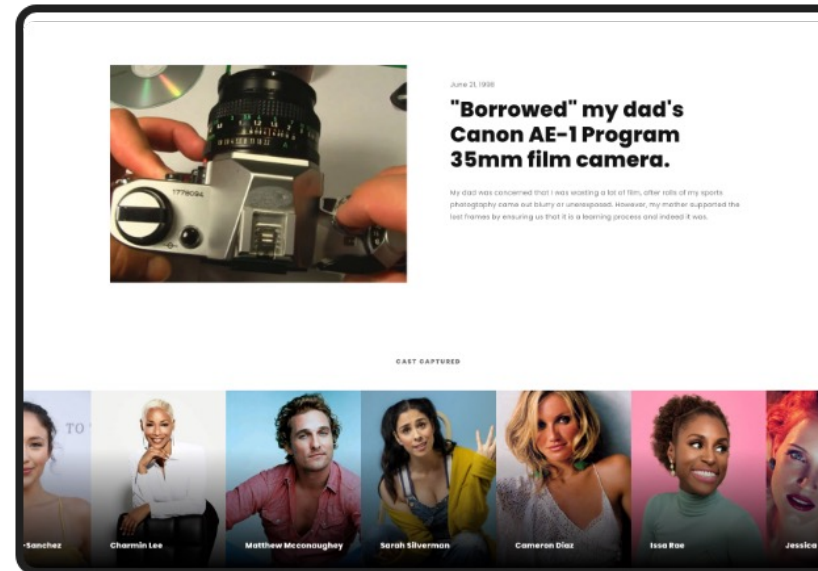 June 21, 1998
"Borrowed" my dad's
Canon AE-1 Program
35mm film camera.
My dad was concerned that I was wasting a lot of film, after rolls of my sports
photogtaphy came out blurry or unexexposed. However, my mother supported the
lost frames by ensuring us that it is a learning process and indeed it was.
1776094
CAST CAPTURED
TO
-Sanchez
Charmin Lee
Matthew Mcconaughey
Sarah Silverman
Cameron Diaz
Issa Rae
Jessica